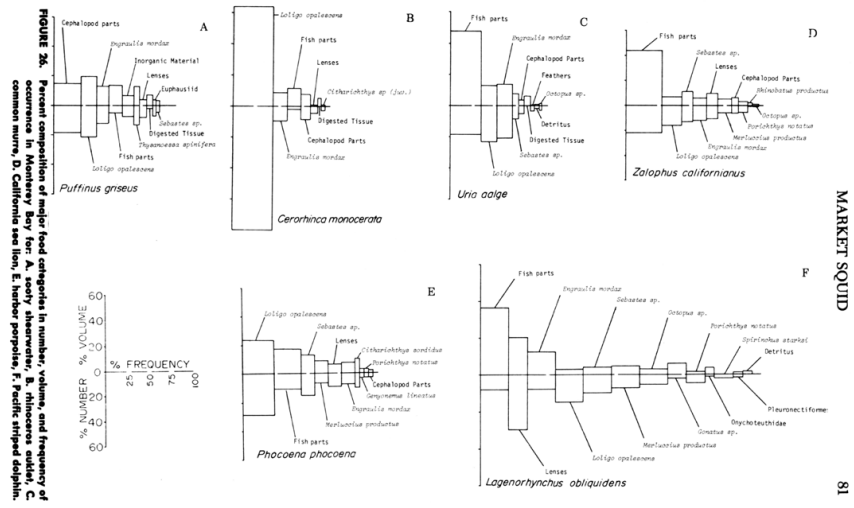 MARKET SQUID
81
A
Cephalopod parts
Engraulis mordax
Inorganic Material
Lenses
Euphausiid
Sebastes sp.
Digested Tissue
Thysanoessa spinifera
Fish parts
Loligo opalescens
Puffinus griseus
B
Loligo opalescens
Fish parts
Lenses
Citharichthys sp (juv.)
Digested Tissue
Cephalopod Parts
Engraulis mordax
Cerorhinca monocerata
C
Fish parts
Engraulis mordax
Cephalopod Parts
Feathers
Octopus sp.
Detritus
Digested Tissue
Sebastes sp.
Loligo opalescens
Uria aalge
D
Fish parts
Sebastes sp.
Lenses
Cephalopod Parts
Rhinobatus productus
Octopus sp.
Porichthys notatus
Merluccius productus
Engraulis mordax
Loligo opalescens
Zalophus californianus
60
40
20
0
20
40
60
% VOLUME
% NUMBER
% FREQUENCY
25
50
75
100
E
Loligo opalescens
Sebastes sp.
Lenses
Citharichthys sordidus
Porichthys notatus
Cephalopod Parts
Genyonemus lineatus
Engraulis mordax
Merluccius productus
Fish parts
Phocoena phocoena
F
Fish parts
Engraulis mordax
Sebastes sp.
Octopus sp.
Porichthys notatus
Spirinchus starksi
Detritus
Pleuronectiformes
Onychoteuthidae
Gonatus sp.
Merluccius productus
Loligo opalescens
Lenses
Lagenorhynchus obliquidens
FIGURE 26. Percent composition of major food categories in number, volume, and frequency of
occurrence in Monterey Bay for: A. sooty shearwater, B. rhinoceros auklet, C.
common murre, D. California sea lion, E. harbor porpoise, F. Pacific striped dolphin.